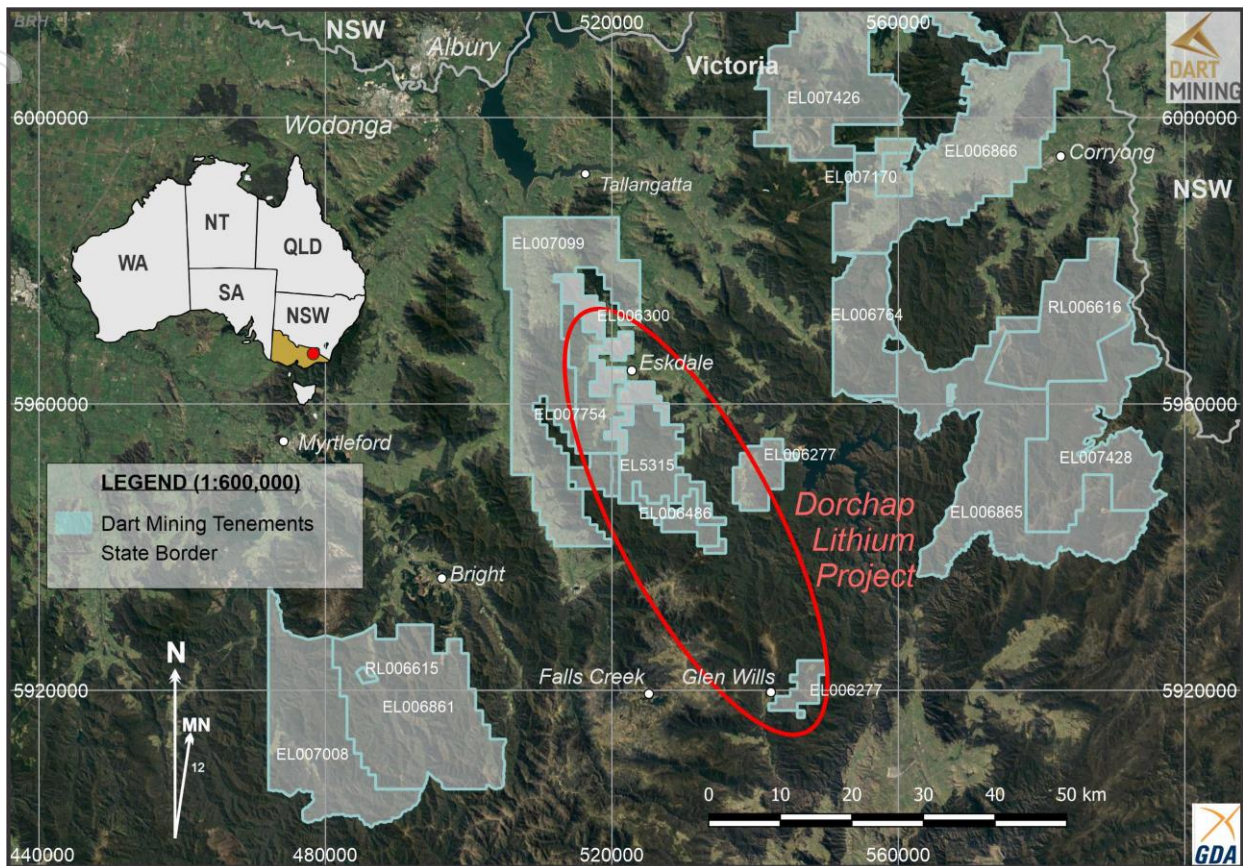 BRH
NSW
520000
560000
Albury
Victoria
DART
MINING
EL007426
6000000
Wodonga
6000000
EL006866
Corryong
EL007170
Tallangatta
NSW
NT
QLD
WA
SA
NSW
EL007099
RL006616
EL006300
EL006764
Eskdale
5960000
5960000
EL007754
Myrtleford
EL006277
EL5315
EL007428
LEGEND (1:600,000)
Dart Mining Tenements
State Border
EL006486
EL006865
Dorchap
Lithium
Project
Bright
N
RL006615
Falls Creek
Glen Wills
5920000
EL006277
5920000
EL006861
MN
12
EL007008
0 10 20 30 40 50 km
440000
480000
520000
560000
GDA